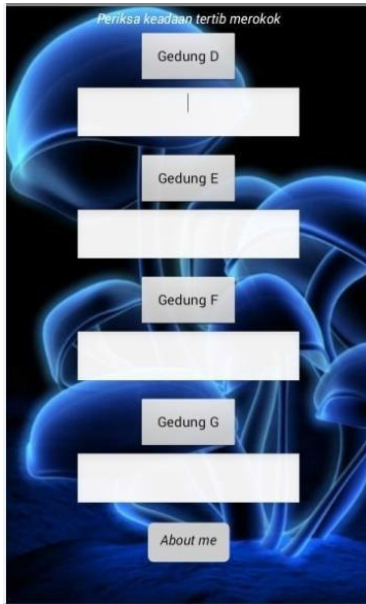 Periksa keadaan tertib merokok
Gedung D
Gedung E
Gedung F
Gedung G
About me